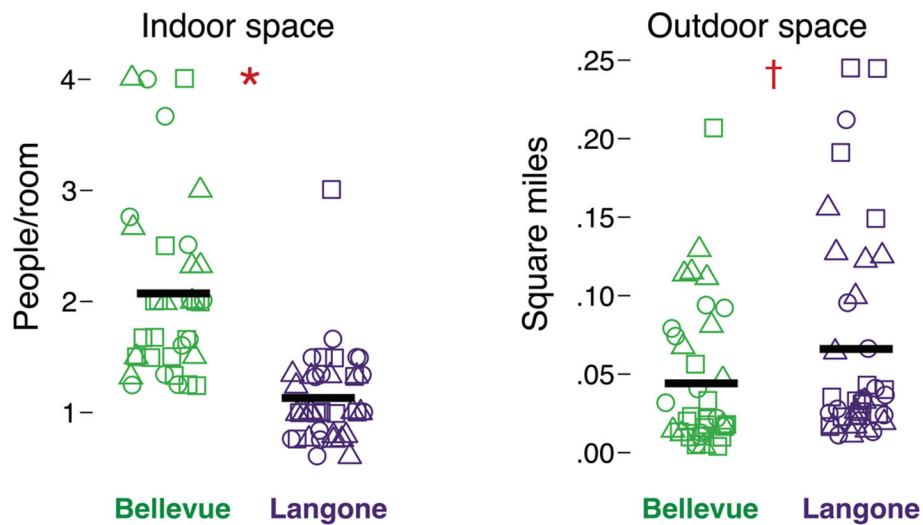 Indoor space
Outdoor space
People/room
4
3
2
1
*
Bellevue
Langone
Square miles
.25
.20
.15
.10
.05
.00
†
Bellevue
Langone